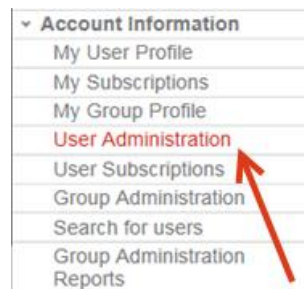 Account Information
My User Profile
My Subscriptions
My Group Profile
User Administration
User Subscriptions
Group Administration
Search for users
Group Administration
Reports